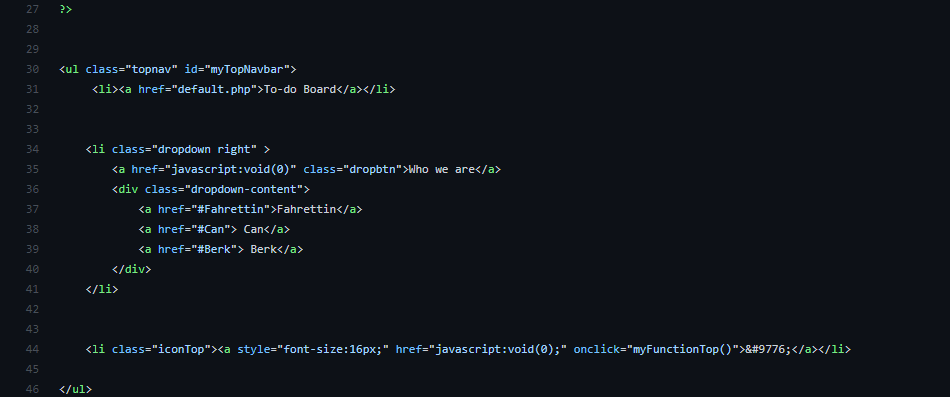 27 ?>
28
29
30 <ul class="topnav" id="myTopNavbar">
31 <li><a href="default.php">To-do Board</a></li>
32
33
34 <li class="dropdown right" >
35 <a href="javascript:void(0)" class="dropbtn">Who we are</a>
36 <div class="dropdown-content">
37 <a href="#Fahrettin">Fahrettin</a>
38 <a href="#Can"> Can</a>
39 <a href="#Berk"> Berk</a>
40 </div>
41 </li>
42
43
44 <li class="iconTop"><a style="font-size:16px;" href="javascript:void(0);" onclick="myFunctionTop()">&#9776;</a></li>
45
46 </ul>